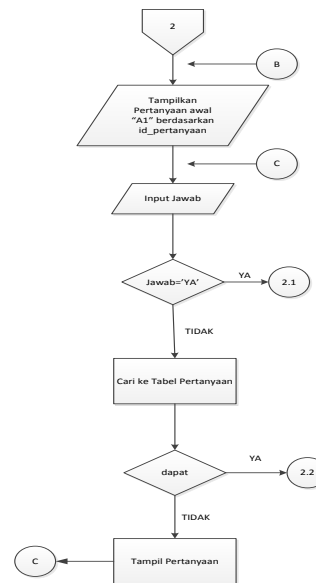 2
B
Tampilkan
Pertanyaan awal
“A1” berdasarkan
id_pertanyaan
C
Input Jawab
Jawab=‘YA’
YA
2.1
TIDAK
Cari ke Tabel Pertanyaan
dapat
YA
2.2
TIDAK
Tampil Pertanyaan
C